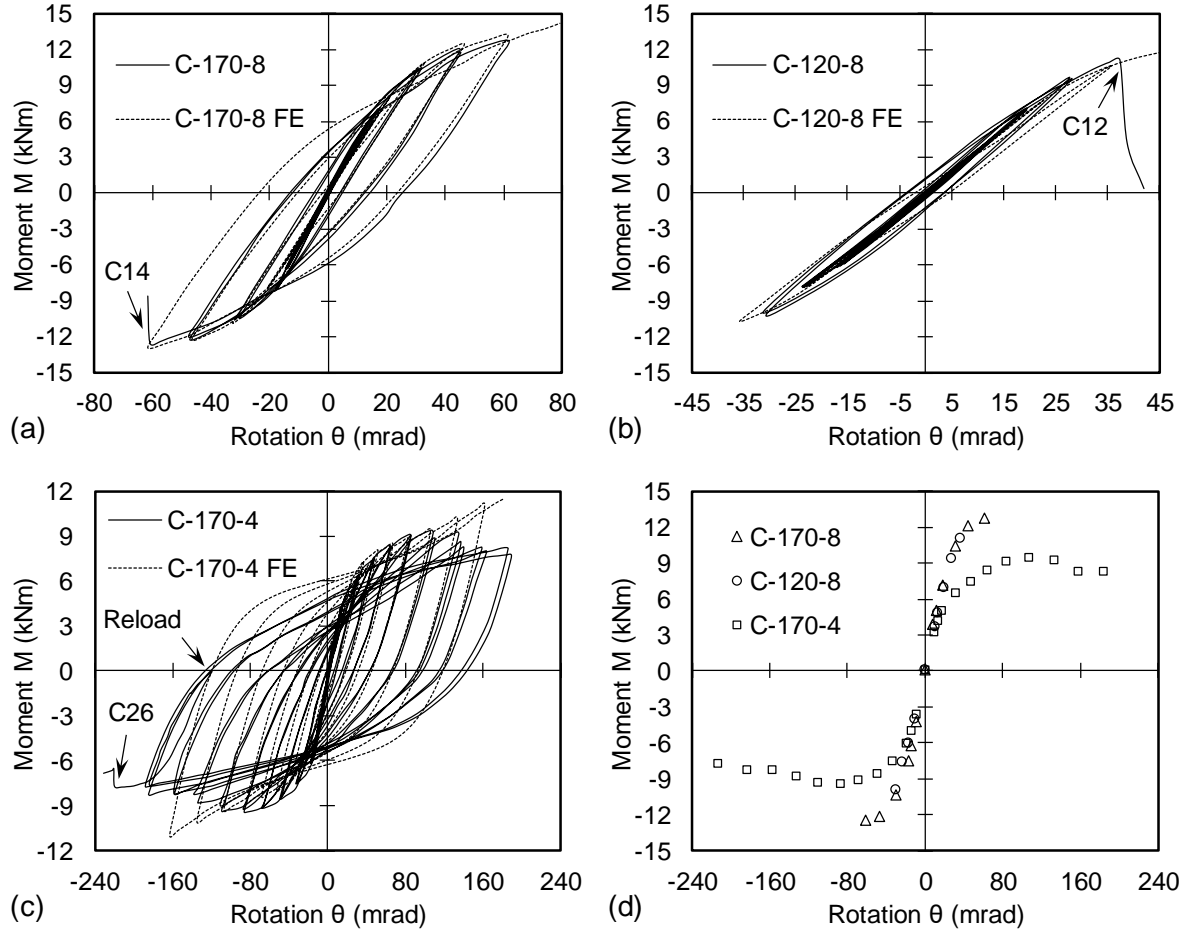 15
12
9
6
3
0
-3
-6
-9
-12
-15
Moment M (kNm)
C-170-8
C-170-8 FE
C14
-80 -60 -40 -20 0 20 40 60 80
(a)
Rotation θ (mrad)
15
12
9
6
3
0
-3
-6
-9
-12
-15
Moment M (kNm)
C-120-8
C-120-8 FE
C12
-45 -35 -25 -15 -5 5 15 25 35 45
(b)
Rotation θ (mrad)
12
9
6
3
0
-3
-6
-9
-12
Moment M (kNm)
C-170-4
C-170-4 FE
Reload
C26
-240 -160 -80 0 80 160 240
(c)
Rotation θ (mrad)
15
12
9
6
3
0
-3
-6
-9
-12
-15
Moment M (kNm)
C-170-8
C-120-8
C-170-4
-240 -160 -80 0 80 160 240
(d)
Rotation θ (mrad)